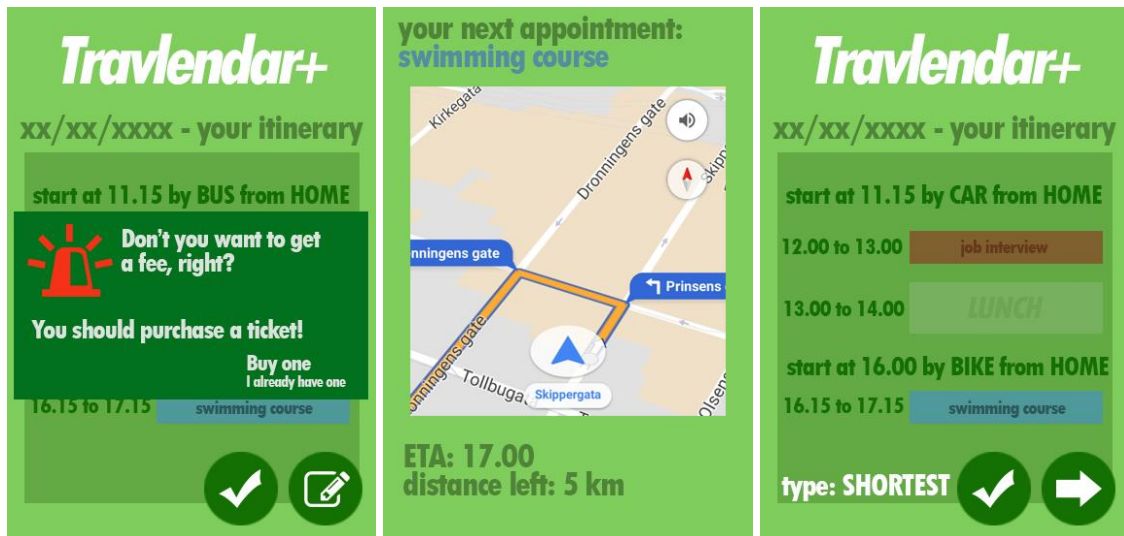 Travlendar+
xx/xx/xxxx - your itinerary
start at 11.15 by BUS from HOME
Don't you want to get
a fee, right?
You should purchase a ticket!
Buy one
I already have one
16.15 to 17.15 swimming course
your next appointment:
swimming course
Kirkegata
Dronningens gate
Skipp
nningens gate
Prinsens
Dronningens gate
Tollbugat
Skippergata
Olsens
ETA: 17.00
distance left: 5 km
Travlendar+
xx/xx/xxxx - your itinerary
start at 11.15 by CAR from HOME
12.00 to 13.00 job interview
13.00 to 14.00 LUNCH
start at 16.00 by BIKE from HOME
16.15 to 17.15 swimming course
type: SHORTEST